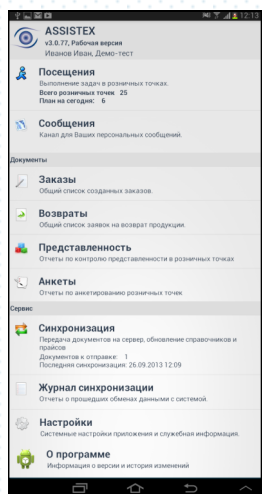 12:13
ASSISTEX
v3.0.77, Рабочая версия
Иванов Иван, Демо-тест
Посещения
Выполнение задач в розничных точках.
Всего розничных точек 25
План на сегодня: 6
Сообщения
Канал для Ваших персональных сообщений.
Документы
Заказы
Общий список созданных заказов.
Возвраты
Общий список заявок на возврат продукции.
Представленность
Отчеты по контролю представленности в розничных точках
Анкеты
Отчеты по анкетированию розничных точек
Сервис
Синхронизация
Передача документов на сервер, обновление справочников и
прайсов
Документов к отправке: 1
Последняя синхронизация: 26.09.2013 12:09
Журнал синхронизации
Отчеты о прошедших обменах данными с системой.
Настройки
Системные настройки приложения и служебная информация.
О программе
Информация о версии и история изменений